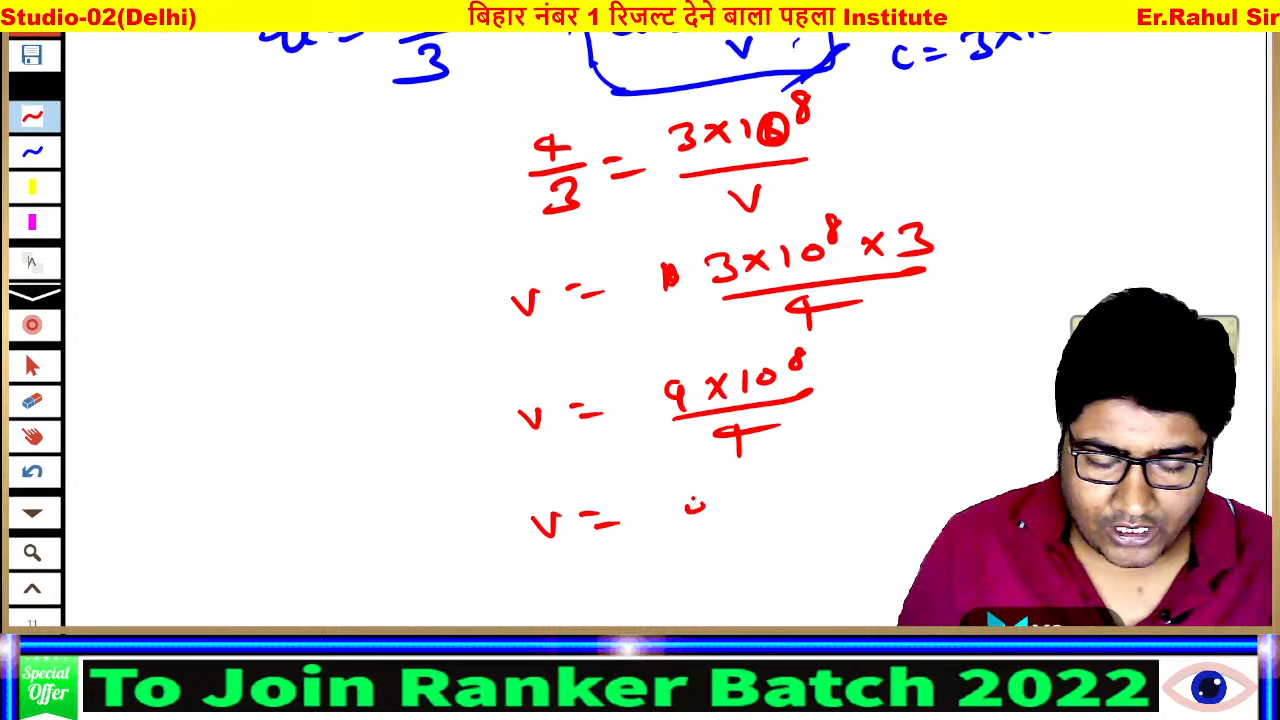 Studio-02(Delhi) बिहार नंबर 1 रिजल्ट देने बाला पहला Institute Er.Rahul Sir
3
v
c = 3×10
4/3 = 3×10⁸/v
v = 3×10⁸×3/4
v = 9×10⁸/4
v =
11
Special Offer
To Join Ranker Batch 2022